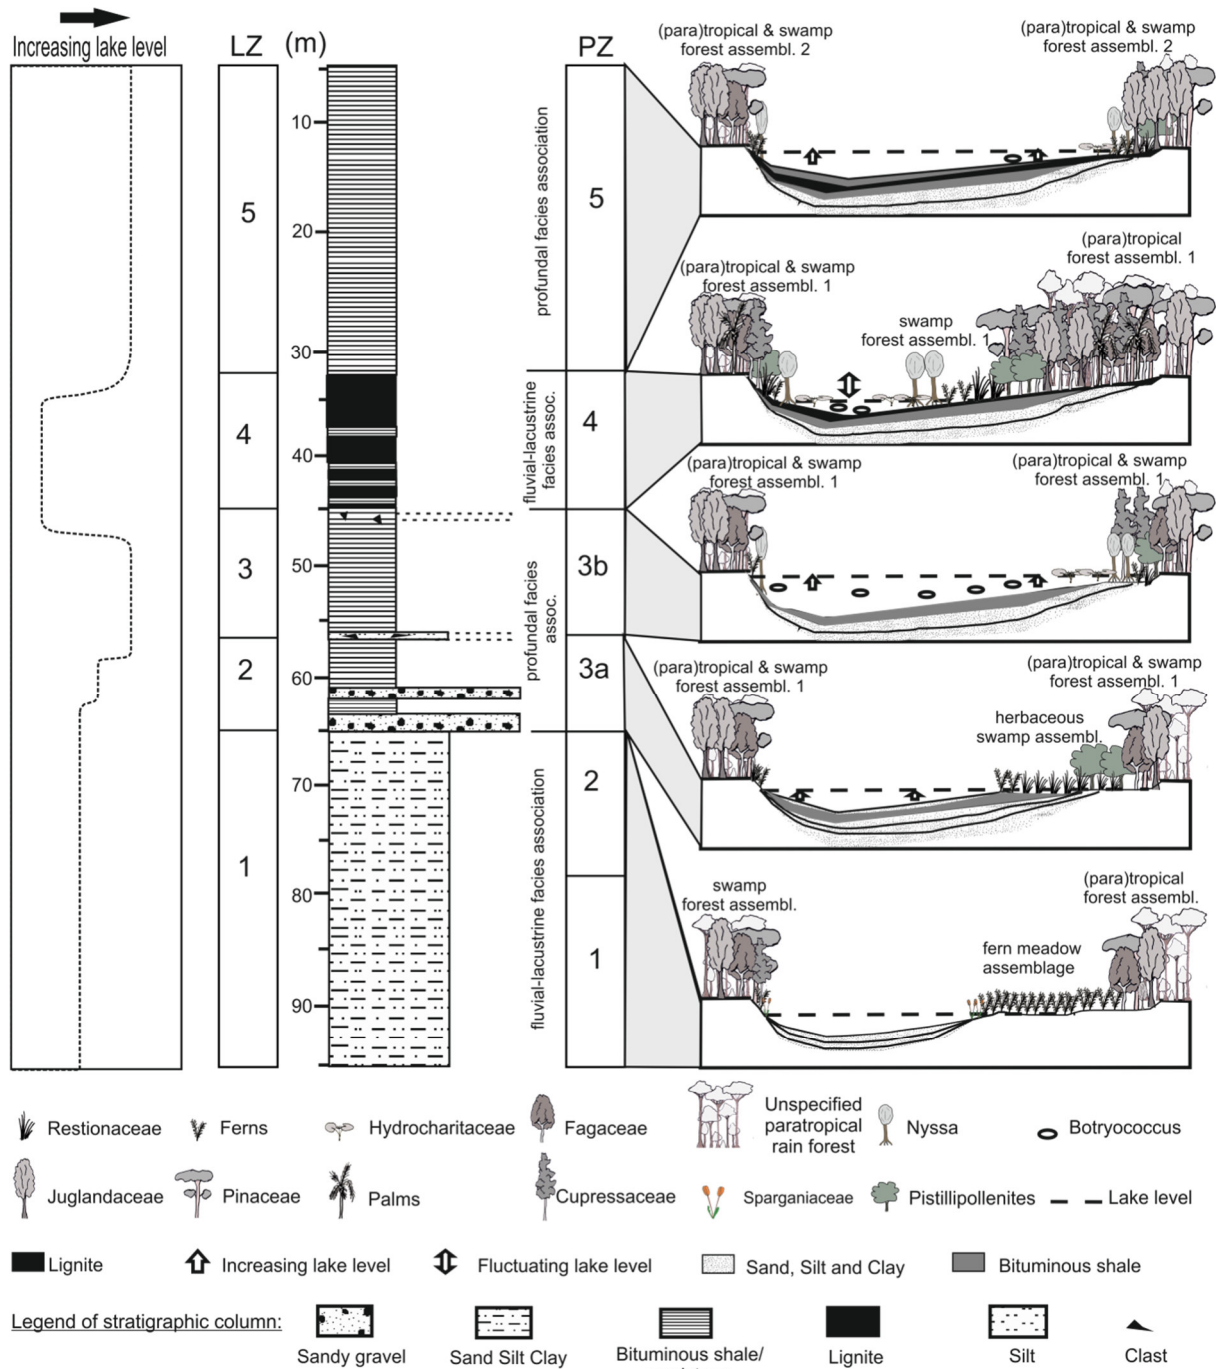 Increasing lake level
LZ
(m)
PZ
10
20
30
40
50
60
70
80
90
5
4
3
2
1
profundal facies association
fluvial-lacustrine
facies assoc.
profundal facies
assoc.
fluvial-lacustrine facies association
5
4
3b
3a
2
1
(para)tropical & swamp
forest assembl. 2
(para)tropical & swamp
forest assembl. 2
(para)tropical & swamp
forest assembl. 1
swamp
forest assembl. 1
(para)tropical
forest assembl. 1
(para)tropical & swamp
forest assembl. 1
(para)tropical & swamp
forest assembl. 1
(para)tropical & swamp
forest assembl. 1
herbaceous
swamp assembl.
(para)tropical & swamp
forest assembl. 1
swamp
forest assembl.
fern meadow
assemblage
(para)tropical
forest assembl.
Restionaceae
Ferns
Hydrocharitaceae
Fagaceae
Unspecified
paratropical
rain forest
Nyssa
Botryococcus
Juglandaceae
Pinaceae
Palms
Cupressaceae
Sparganiaceae
Pistillipollenites
Lake level
Lignite
Increasing lake level
Fluctuating lake level
Sand, Silt and Clay
Bituminous shale
Legend of stratigraphic column:
Sandy gravel
Sand Silt Clay
Bituminous shale/
Lignite
Silt
Clast